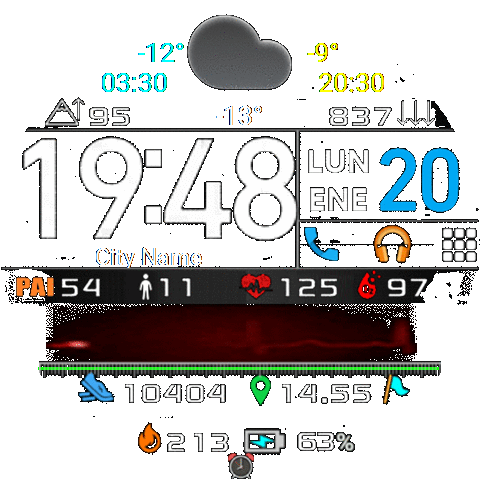 -12° -9°
03:30 20:30
95 -13° 837
19:48 LUN 20
ENE
City Name
PAI 54 11 125 97
10404 14.55
213 63%